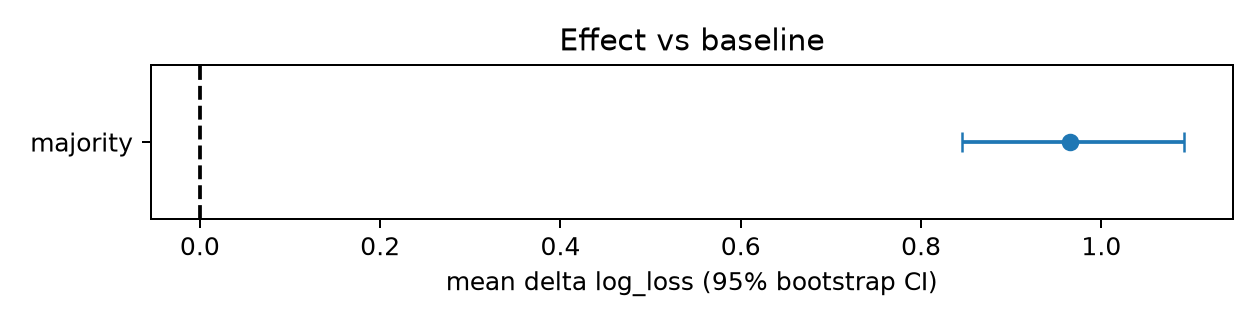 Effect vs baseline
majority
0.0 0.2 0.4 0.6 0.8 1.0
mean delta log_loss (95% bootstrap CI)